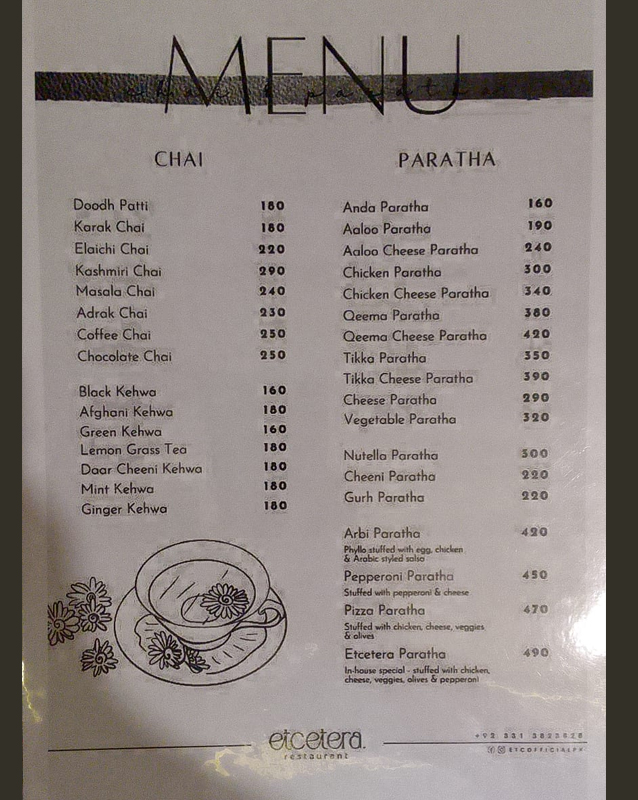 MENU
chai & paratha
CHAI
Doodh Patti 180
Karak Chai 180
Elaichi Chai 220
Kashmiri Chai 290
Masala Chai 240
Adrak Chai 230
Coffee Chai 250
Chocolate Chai 250
Black Kehwa 160
Afghani Kehwa 180
Green Kehwa 160
Lemon Grass Tea 180
Daar Cheeni Kehwa 180
Mint Kehwa 180
Ginger Kehwa 180
PARATHA
Anda Paratha 160
Aaloo Paratha 190
Aaloo Cheese Paratha 240
Chicken Paratha 300
Chicken Cheese Paratha 340
Qeema Paratha 380
Qeema Cheese Paratha 420
Tikka Paratha 350
Tikka Cheese Paratha 390
Cheese Paratha 290
Vegetable Paratha 320
Nutella Paratha 300
Cheeni Paratha 220
Gurh Paratha 220
Arbi Paratha 420
Phyllo stuffed with egg, chicken
& Arabic styled salsa
Pepperoni Paratha 450
Stuffed with pepperoni & cheese
Pizza Paratha 470
Stuffed with chicken, cheese, veggies
& olives
Etcetera Paratha 490
In-house special - stuffed with chicken,
cheese, veggies, olives & pepperoni
etcetera.
restaurent
+92 331
ETCOFFICIALPK